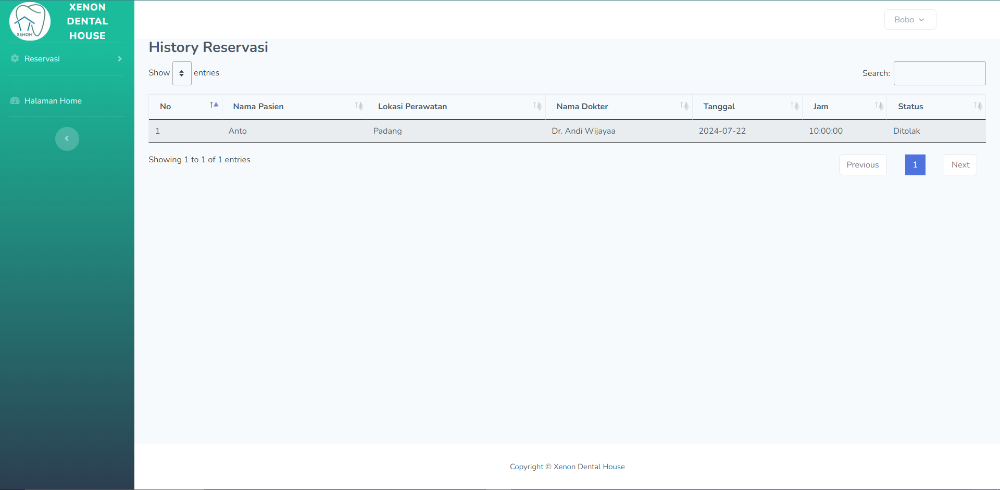 XENON
XENON
DENTAL
HOUSE
Bobo
Reservasi
Halaman Home
History Reservasi
Show entries
Search:
No Nama Pasien Lokasi Perawatan Nama Dokter Tanggal Jam Status
1 Anto Padang Dr. Andi Wijayaa 2024-07-22 10:00:00 Ditolak
Showing 1 to 1 of 1 entries
Previous 1 Next
Copyright © Xenon Dental House